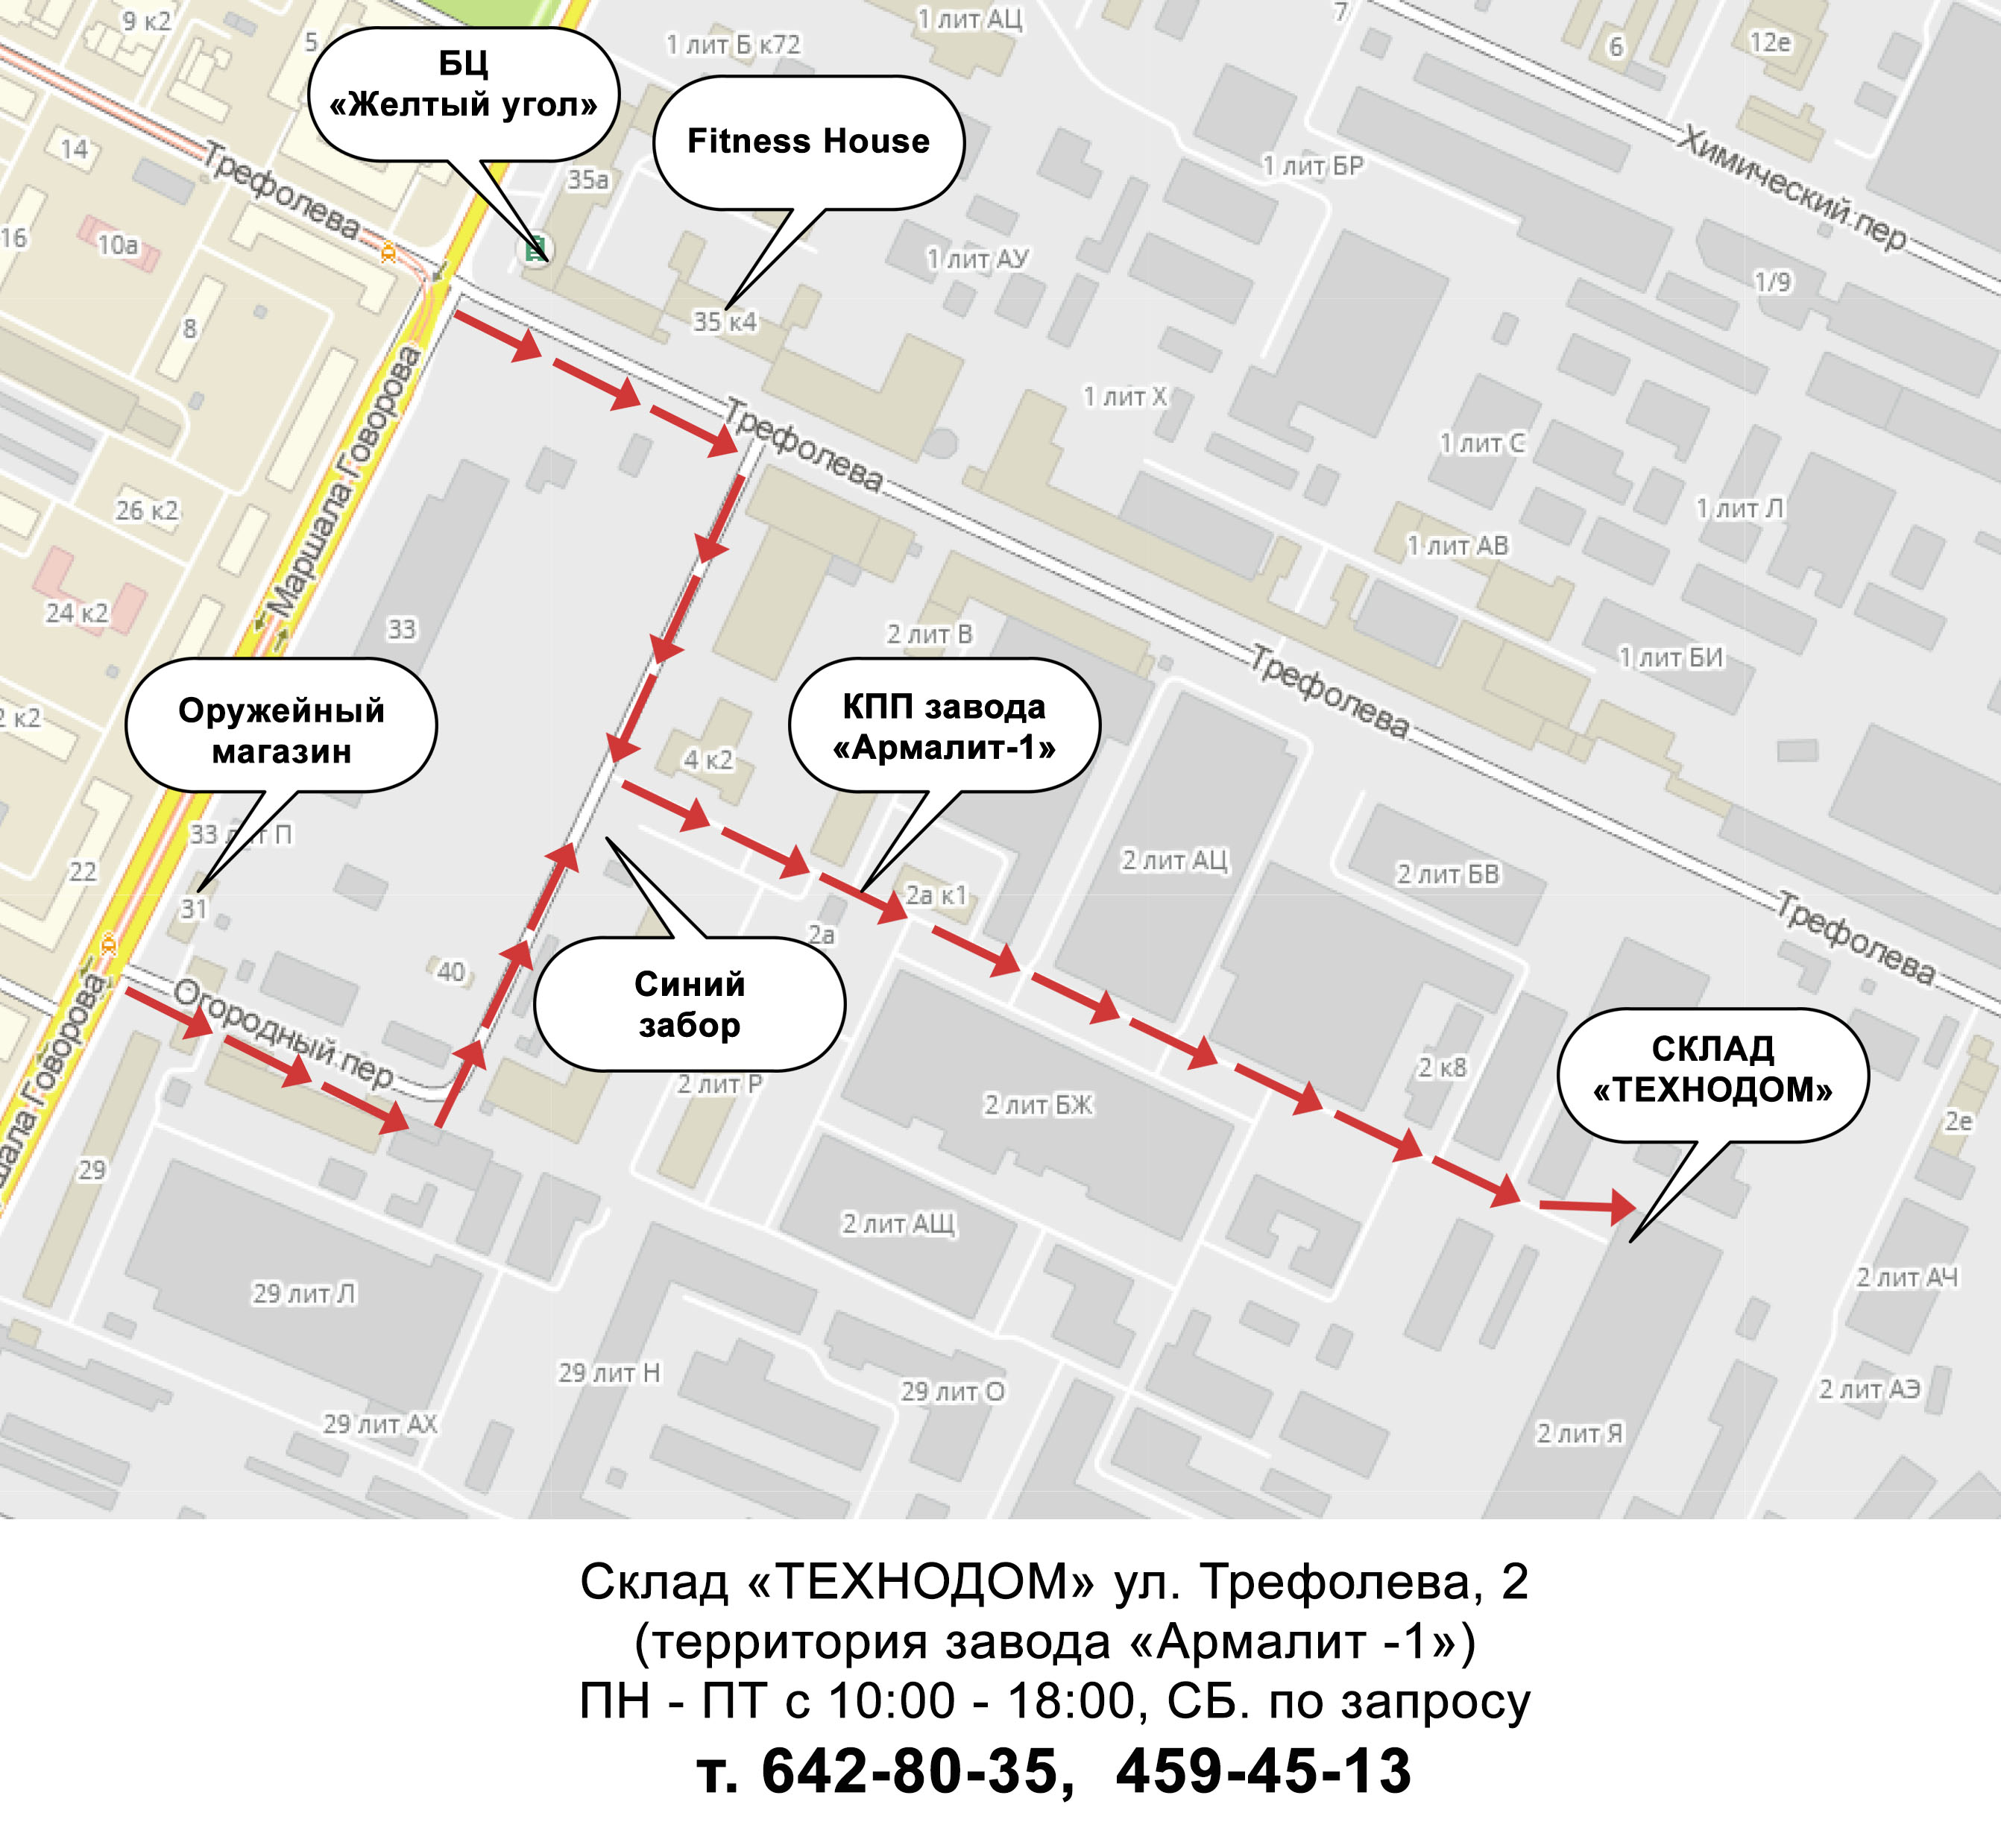 9 к2
5
1 лит Б к72
1 лит АЦ
7
6
12е
БЦ
«Желтый угол»
Fitness House
14
Трефолева
35а
1 лит БР
Химический пер
16
10а
1 лит АУ
1/9
8
35 к4
Маршала Говорова
Трефолева
1 лит Х
1 лит С
26 к2
1 лит Л
1 лит АВ
24 к2
33
2 лит В
1 лит БИ
Трефолева
2 к2
Оружейный
магазин
КПП завода
«Армалит-1»
4 к2
33 лит П
22
2 лит АЦ
2 лит БВ
31
2а к1
2а
Трефолева
40
Огородный пер
Синий
забор
СКЛАД
«ТЕХНОДОМ»
шала Говорова
2 лит Р
2 лит БЖ
2 к8
2е
29
2 лит АЩ
29 лит Л
2 лит АЧ
29 лит Н
29 лит О
2 лит АЭ
29 лит АХ
2 лит Я
Склад «ТЕХНОДОМ» ул. Трефолева, 2
(территория завода «Армалит -1»)
ПН - ПТ с 10:00 - 18:00, СБ. по запросу
т. 642-80-35, 459-45-13